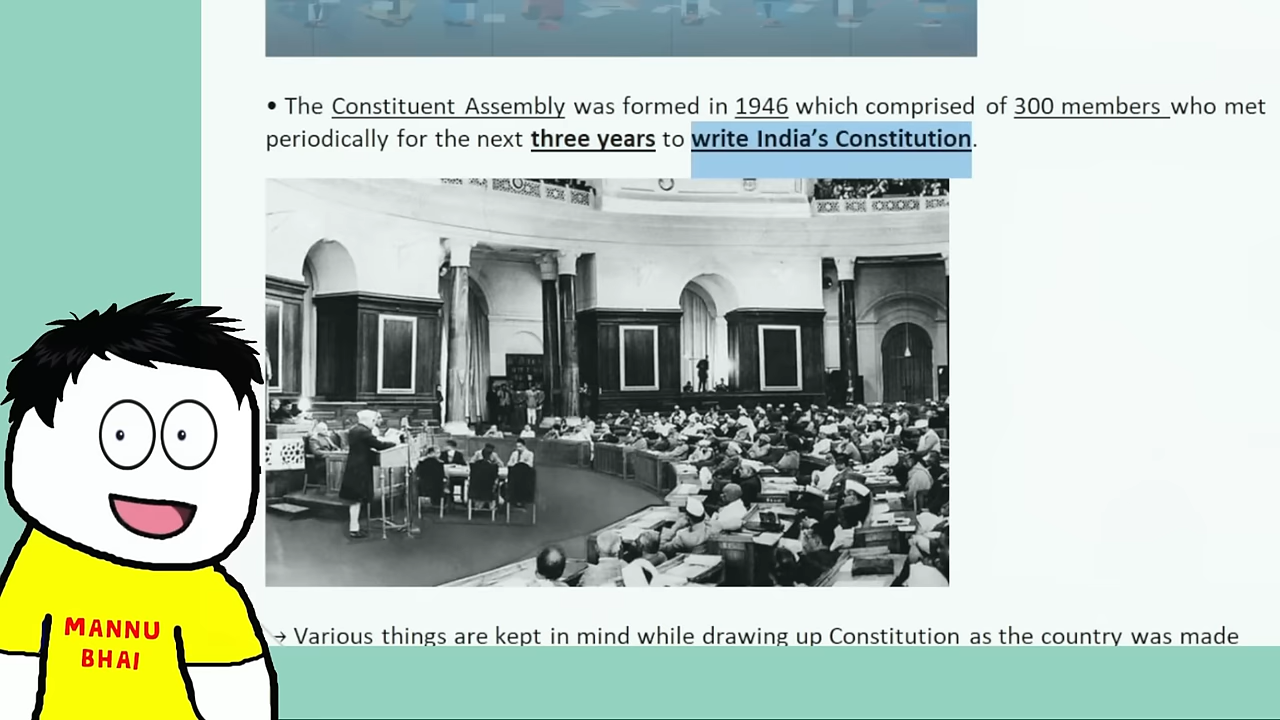 • The Constituent Assembly was formed in 1946 which comprised of 300 members who met
periodically for the next three years to write India’s Constitution.
MANNU
BHAI
→ Various things are kept in mind while drawing up Constitution as the country was made